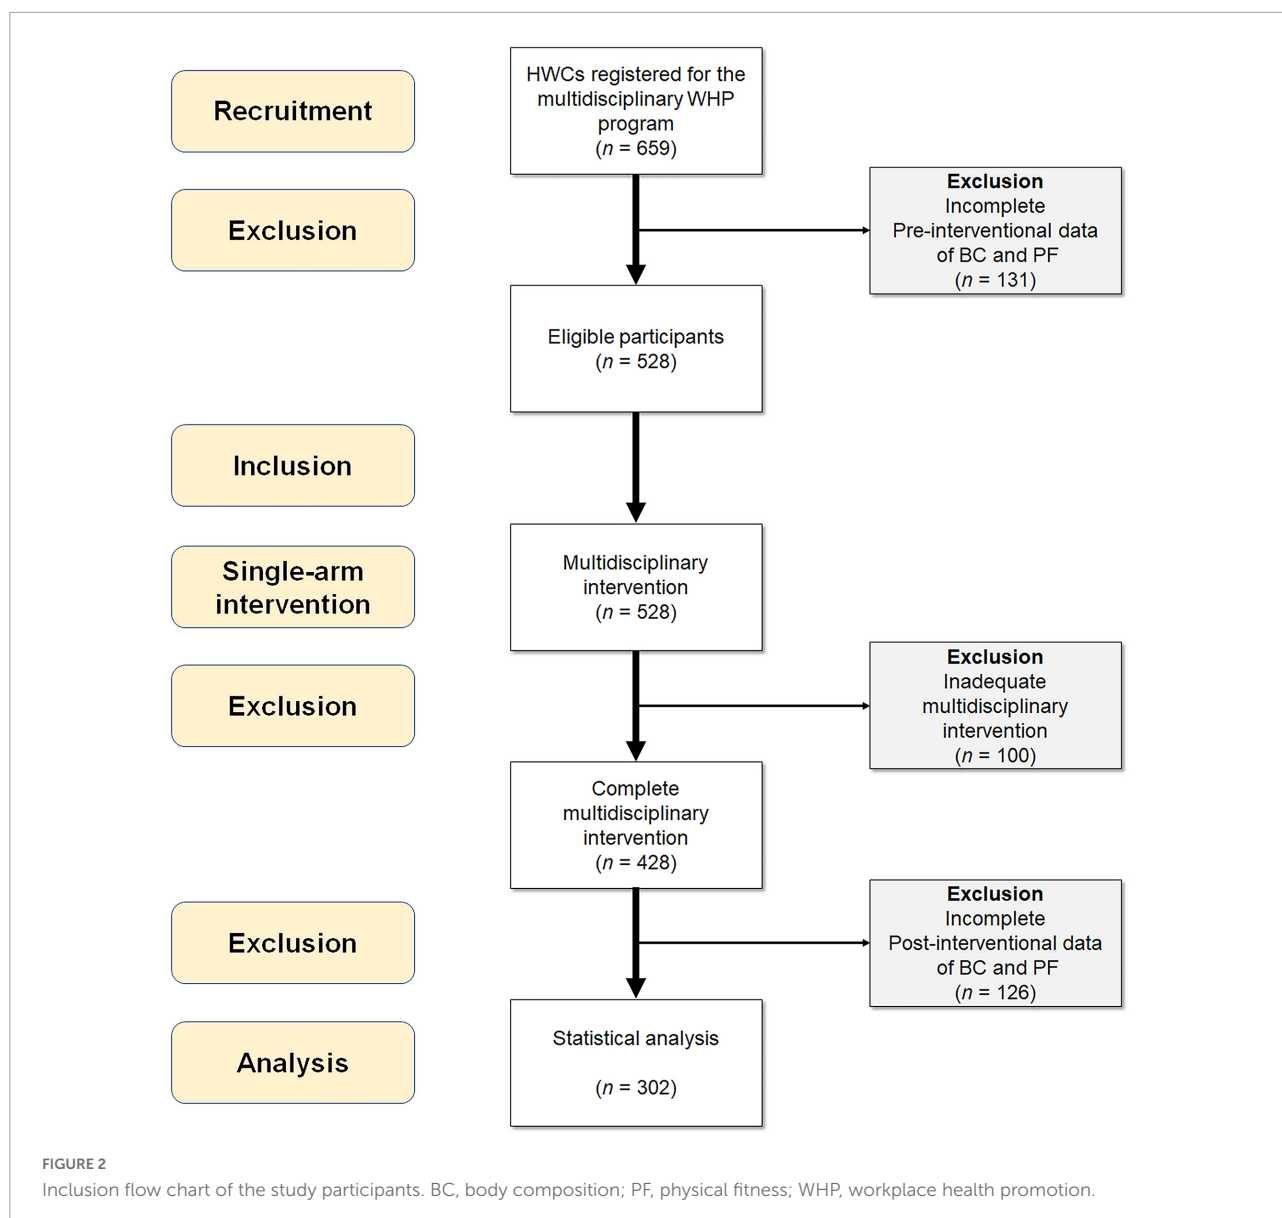 Recruitment
HWCs registered for the
multidisciplinary WHP
program
(n = 659)
Exclusion
Exclusion
Incomplete
Pre-interventional data
of BC and PF
(n = 131)
Eligible participants
(n = 528)
Inclusion
Single-arm
intervention
Multidisciplinary
intervention
(n = 528)
Exclusion
Exclusion
Inadequate
multidisciplinary
intervention
(n = 100)
Complete
multidisciplinary
intervention
(n = 428)
Exclusion
Exclusion
Incomplete
Post-interventional data
of BC and PF
(n = 126)
Analysis
Statistical analysis
(n = 302)
FIGURE 2
Inclusion flow chart of the study participants. BC, body composition; PF, physical fitness; WHP, workplace health promotion.